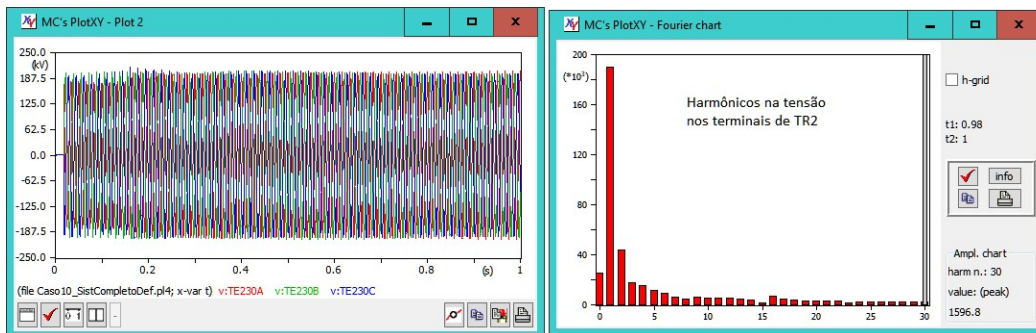 MC's PlotXY - Plot 2
250.0
(kV)
187.5
125.0
62.5
0.0
-62.5
-125.0
-187.5
-250.0
0
0.2
0.4
0.6
0.8
(s)
1
(file Caso10_SistCompletoDef.pl4; x-var t) v:TE230A v:TE230B v:TE230C
MC's PlotXY - Fourier chart
200
(*10³)
160
120
80
40
0
0
5
10
15
20
25
30
Harmônicos na tensão
nos terminais de TR2
h-grid
t1: 0.98
t2: 1
info
Ampl. chart
harm n.: 30
value: (peak)
1596.8